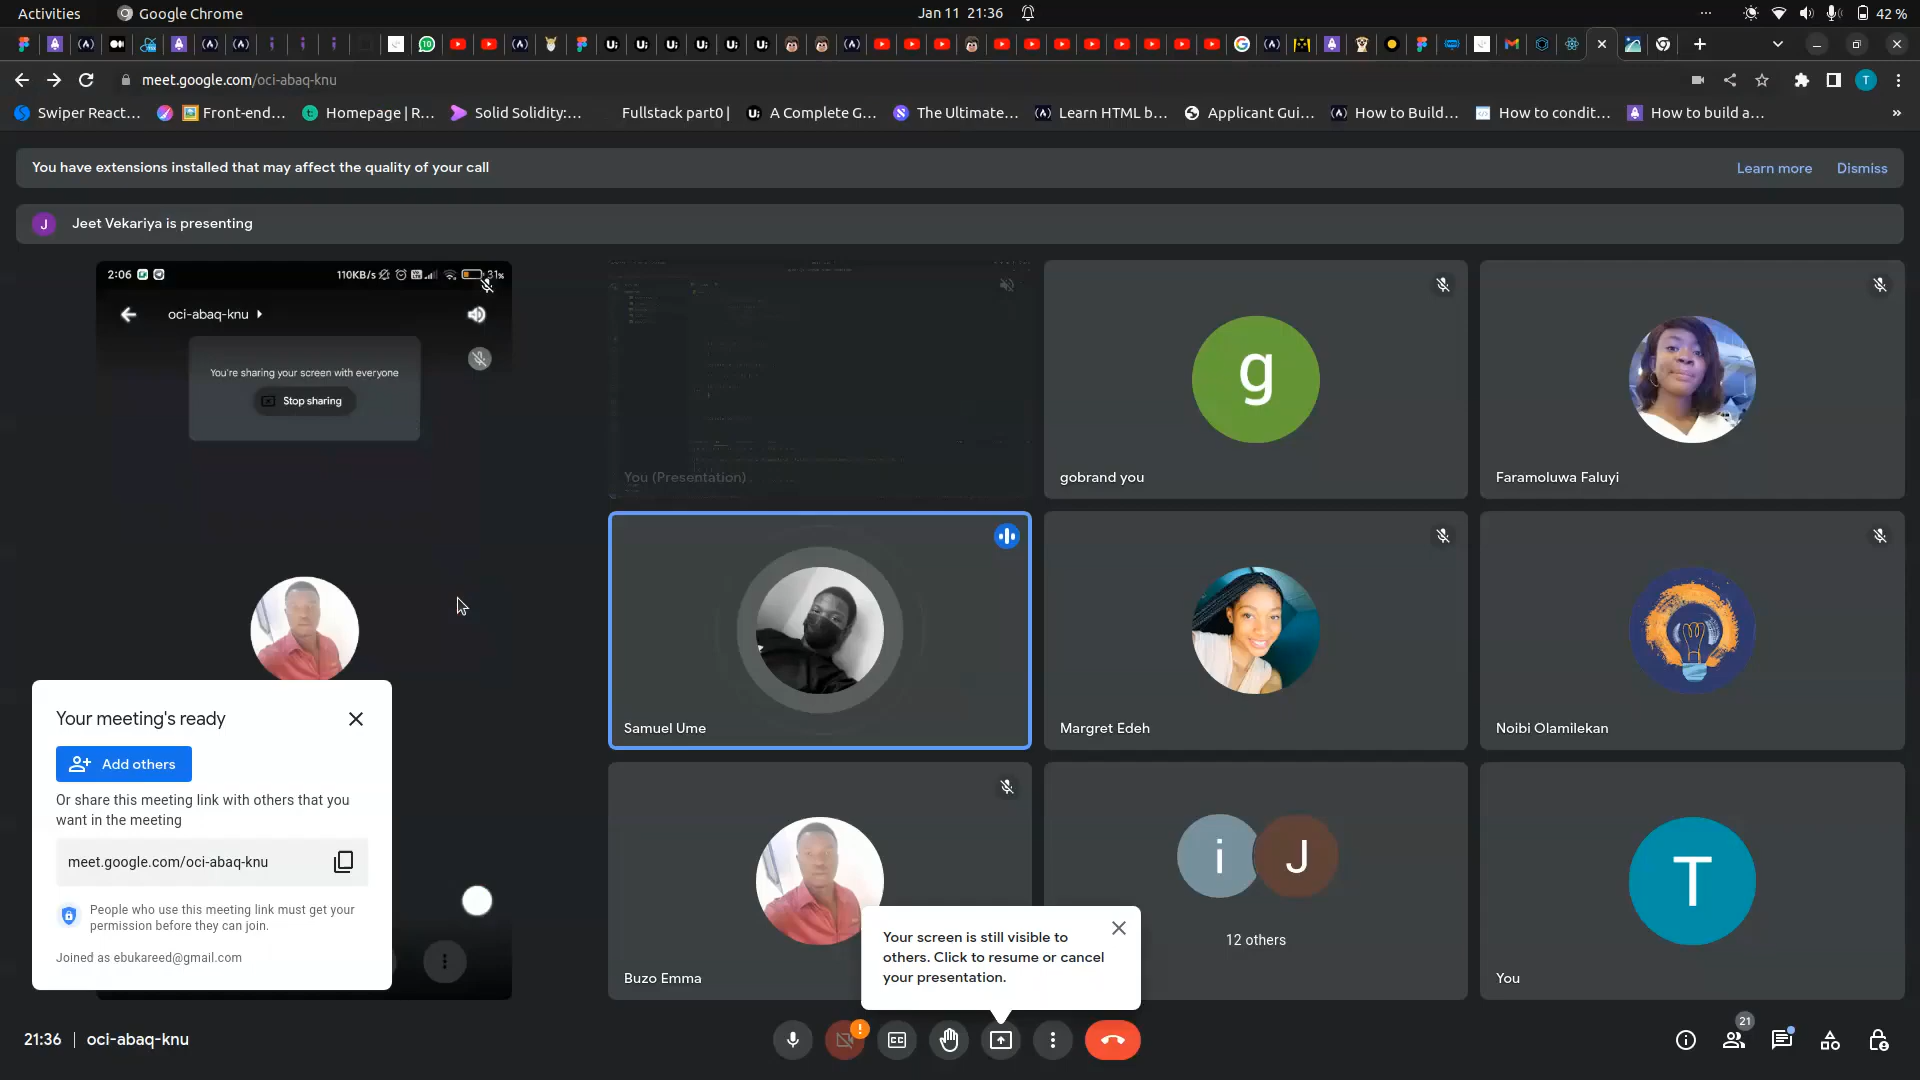 Activities
Google Chrome
Jan 11 21:36
42 %
meet.google.com/oci-abaq-knu
T
Swiper React…
Front-end…
Homepage | R…
Solid Solidity:…
Fullstack part0 |
A Complete G…
The Ultimate…
Learn HTML b…
Applicant Gui…
How to Build…
How to condit…
How to build a…
»
You have extensions installed that may affect the quality of your call
Learn more
Dismiss
J
Jeet Vekariya is presenting
2:06
110KB/s
31%
oci-abaq-knu
You're sharing your screen with everyone
Stop sharing
You (Presentation)
g
gobrand you
Faramoluwa Faluyi
Samuel Ume
Margret Edeh
Noibi Olamilekan
Your meeting's ready
Add others
Or share this meeting link with others that you
want in the meeting
meet.google.com/oci-abaq-knu
People who use this meeting link must get your
permission before they can join.
Joined as ebukareed@gmail.com
Buzo Emma
i
J
12 others
T
You
Your screen is still visible to
others. Click to resume or cancel
your presentation.
21:36
oci-abaq-knu
CC
21